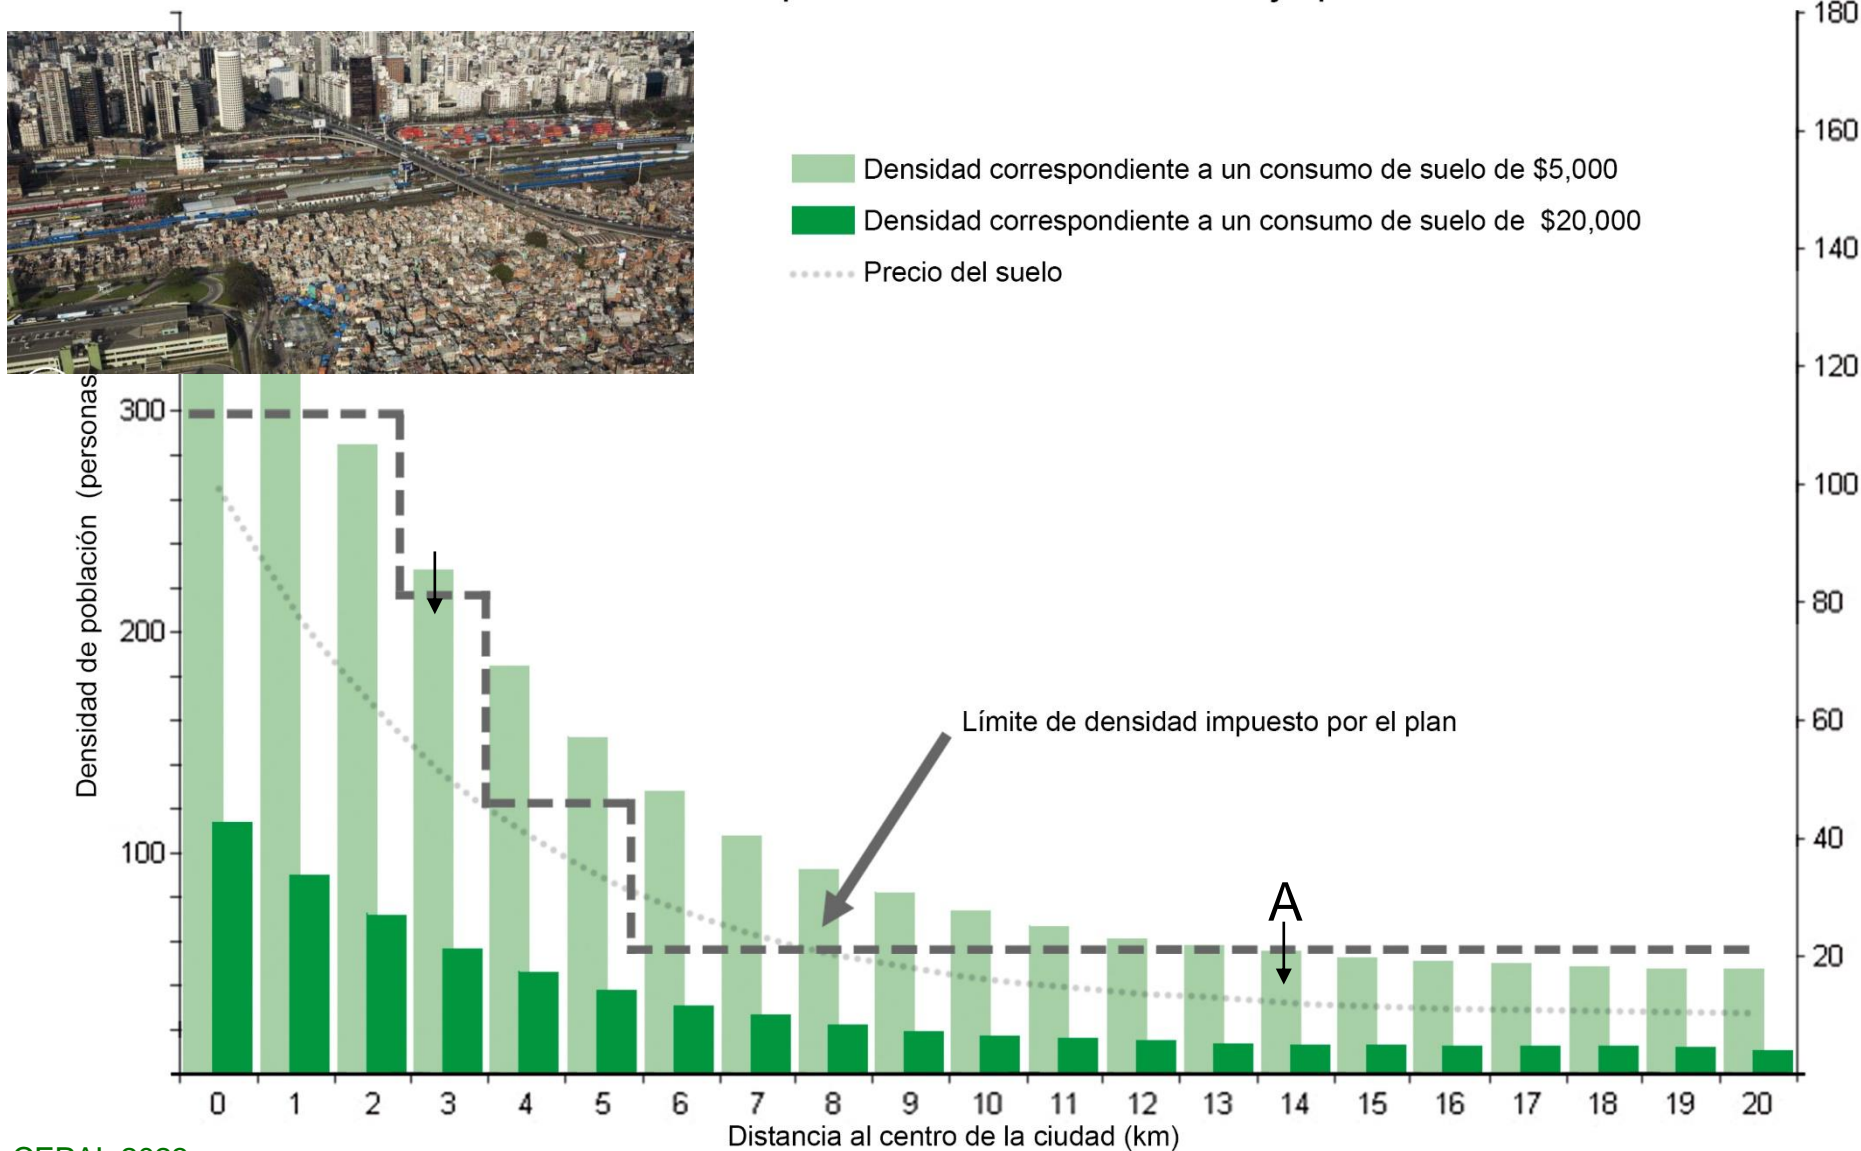 180
160
140
120
100
80
60
40
20
Densidad correspondiente a un consumo de suelo de $5,000
Densidad correspondiente a un consumo de suelo de $20,000
Precio del suelo
300
200
100
Densidad de población (personas
Límite de densidad impuesto por el plan
A
0 1 2 3 4 5 6 7 8 9 10 11 12 13 14 15 16 17 18 19 20
Distancia al centro de la ciudad (km)